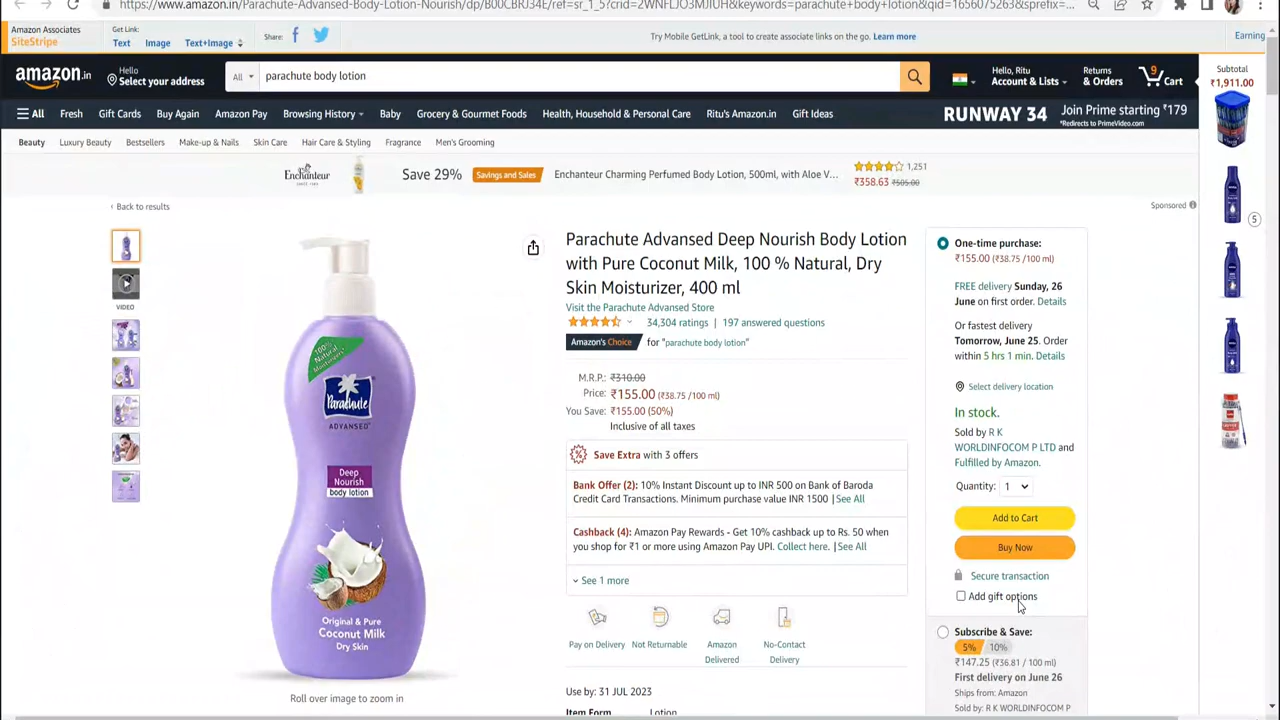 https://www.amazon.in/Parachute-Advansed-Body-Lotion-Nourish/dp/B00CBRJ34E/ref=sr_1_5?crid=2WNFLJO3MJIUH&keywords=parachute+body+lotion&qid=1656075263&sprefix=...
Amazon Associates
SiteStripe
Get Link:
Text Image Text+Image
Share:
Try Mobile GetLink, a tool to create associate links on the go. Learn more
Earning
amazon.in
Hello
Select your address
All
parachute body lotion
Hello, Ritu
Account & Lists
Returns
& Orders
9
Cart
Subtotal
₹1,911.00
All Fresh Gift Cards Buy Again Amazon Pay Browsing History Baby Grocery & Gourmet Foods Health, Household & Personal Care Ritu's Amazon.in Gift Ideas
RUNWAY 34
Join Prime starting ₹179
*Redirects to PrimeVideo.com
Beauty Luxury Beauty Bestsellers Make-up & Nails Skin Care Hair Care & Styling Fragrance Men's Grooming
Enchanteur
Save 29%
Savings and Sales
Enchanteur Charming Perfumed Body Lotion, 500ml, with Aloe V...
1,251
₹358.63 ₹505.00
‹ Back to results
Sponsored
5
VIDEO
100%
Natural
Moisturizers
Parachute
ADVANSED
Deep
Nourish
body lotion
Original & Pure
Coconut Milk
Dry Skin
Roll over image to zoom in
Parachute Advansed Deep Nourish Body Lotion
with Pure Coconut Milk, 100 % Natural, Dry
Skin Moisturizer, 400 ml
Visit the Parachute Advansed Store
34,304 ratings | 197 answered questions
Amazon's Choice for "parachute body lotion"
M.R.P.: ₹310.00
Price: ₹155.00 (₹38.75 /100 ml)
You Save: ₹155.00 (50%)
Inclusive of all taxes
Save Extra with 3 offers
Bank Offer (2): 10% Instant Discount up to INR 500 on Bank of Baroda
Credit Card Transactions. Minimum purchase value INR 1500 | See All
Cashback (4): Amazon Pay Rewards - Get 10% cashback up to Rs. 50 when
you shop for ₹1 or more using Amazon Pay UPI. Collect here. | See All
See 1 more
Pay on Delivery
Not Returnable
Amazon
Delivered
No-Contact
Delivery
Use by: 31 JUL 2023
Item Form Lotion
One-time purchase:
₹155.00 (₹38.75 /100 ml)
FREE delivery Sunday, 26
June on first order. Details
Or fastest delivery
Tomorrow, June 25. Order
within 5 hrs 1 min. Details
Select delivery location
In stock.
Sold by R K
WORLDINFOCOM P LTD and
Fulfilled by Amazon.
Quantity: 1
Add to Cart
Buy Now
Secure transaction
Add gift options
Subscribe & Save:
5% 10%
₹147.25 (₹36.81 / 100 ml)
First delivery on June 26
Ships from: Amazon
Sold by: R K WORLDINFOCOM P